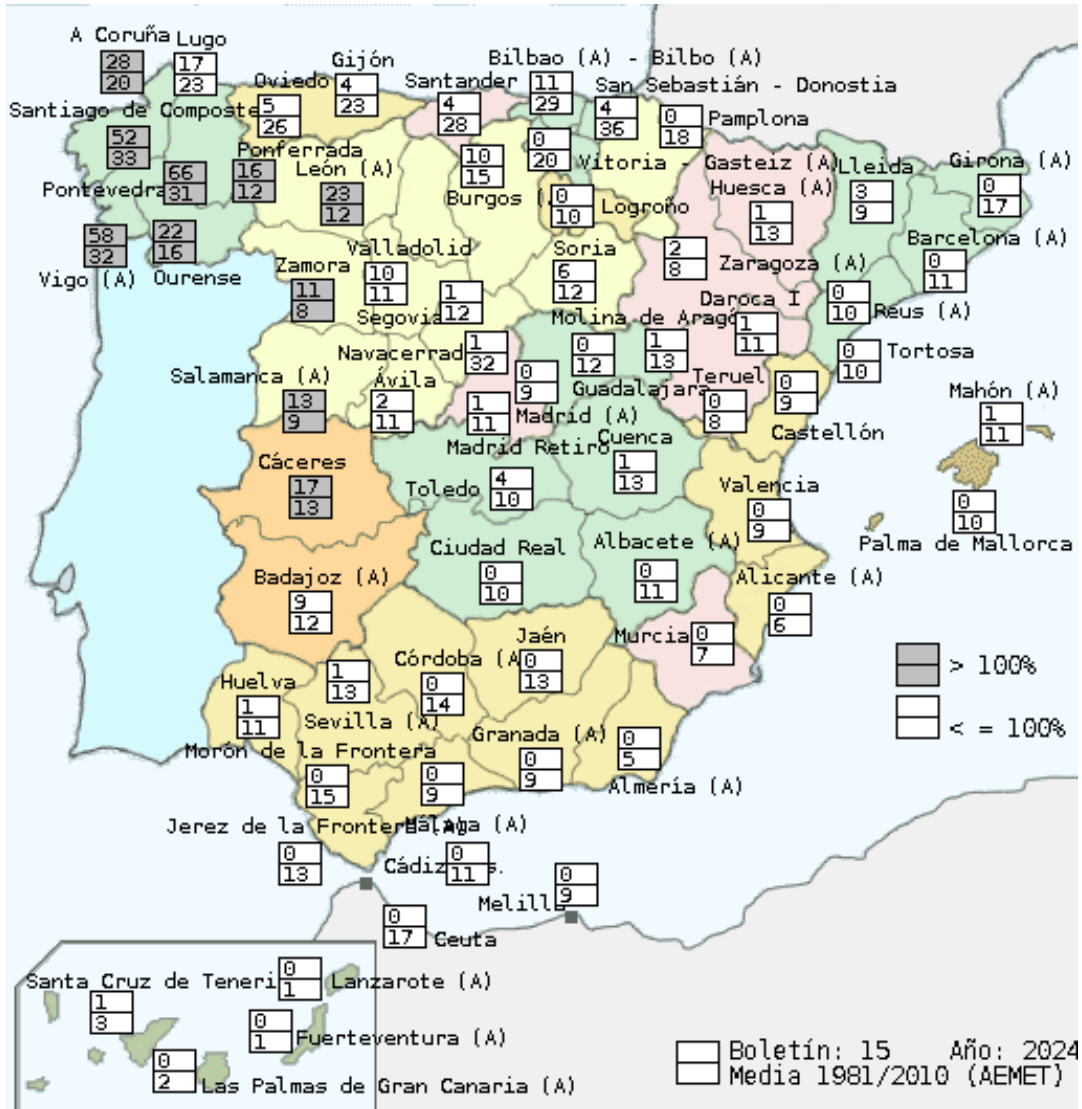 A Coruña
28
20
Lugo
17
23
Gijón
4
23
Oviedo
5
26
Santander
4
28
Bilbao (A) - Bilbo (A)
11
29
San Sebastián - Donostia
4
36
Pamplona
0
18
Vitoria - Gasteiz (A)
0
20
Santiago de Composte
52
33
Pontevedra
66
31
Ponferrada
16
12
León (A)
23
12
Burgos (
10
15
Logroño
0
10
Huesca (A)
1
13
Lleida
3
9
Girona (A)
0
17
Vigo (A)
58
32
Ourense
22
16
Zamora
11
8
Valladolid
10
11
Soria
6
12
Zaragoza (A)
2
8
Barcelona (A)
0
11
Segovia
1
12
Molina de Aragó
1
13
Daroca I
1
11
Reus (A)
0
10
Tortosa
0
10
Navacerrad
1
32
Guadalajara
0
12
Salamanca (A)
13
9
Ávila
2
11
Madrid (A)
0
9
Madrid Retiro
1
11
Teruel
0
8
Castellón
0
9
Mahón (A)
1
11
Cáceres
17
13
Toledo
4
10
Cuenca
1
13
Valencia
0
9
Palma de Mallorca
0
10
Badajoz (A)
9
12
Ciudad Real
0
10
Albacete (A)
0
11
Alicante (A)
0
6
Murcia
0
7
Huelva
1
11
Sevilla (A)
1
13
Córdoba (A
0
14
Jaén
0
13
Morón de la Frontera
0
15
Granada (A)
0
9
Almería (A)
0
5
Jerez de la Frontera
0
13
Málaga (A)
0
9
Cádiz
s.
0
11
Melilla
0
9
Ceuta
0
17
> 100%
< = 100%
Santa Cruz de Teneri
1
3
Lanzarote (A)
0
1
Fuerteventura (A)
0
1
Las Palmas de Gran Canaria (A)
0
2
Boletín: 15 Año: 2024
Media 1981/2010 (AEMET)